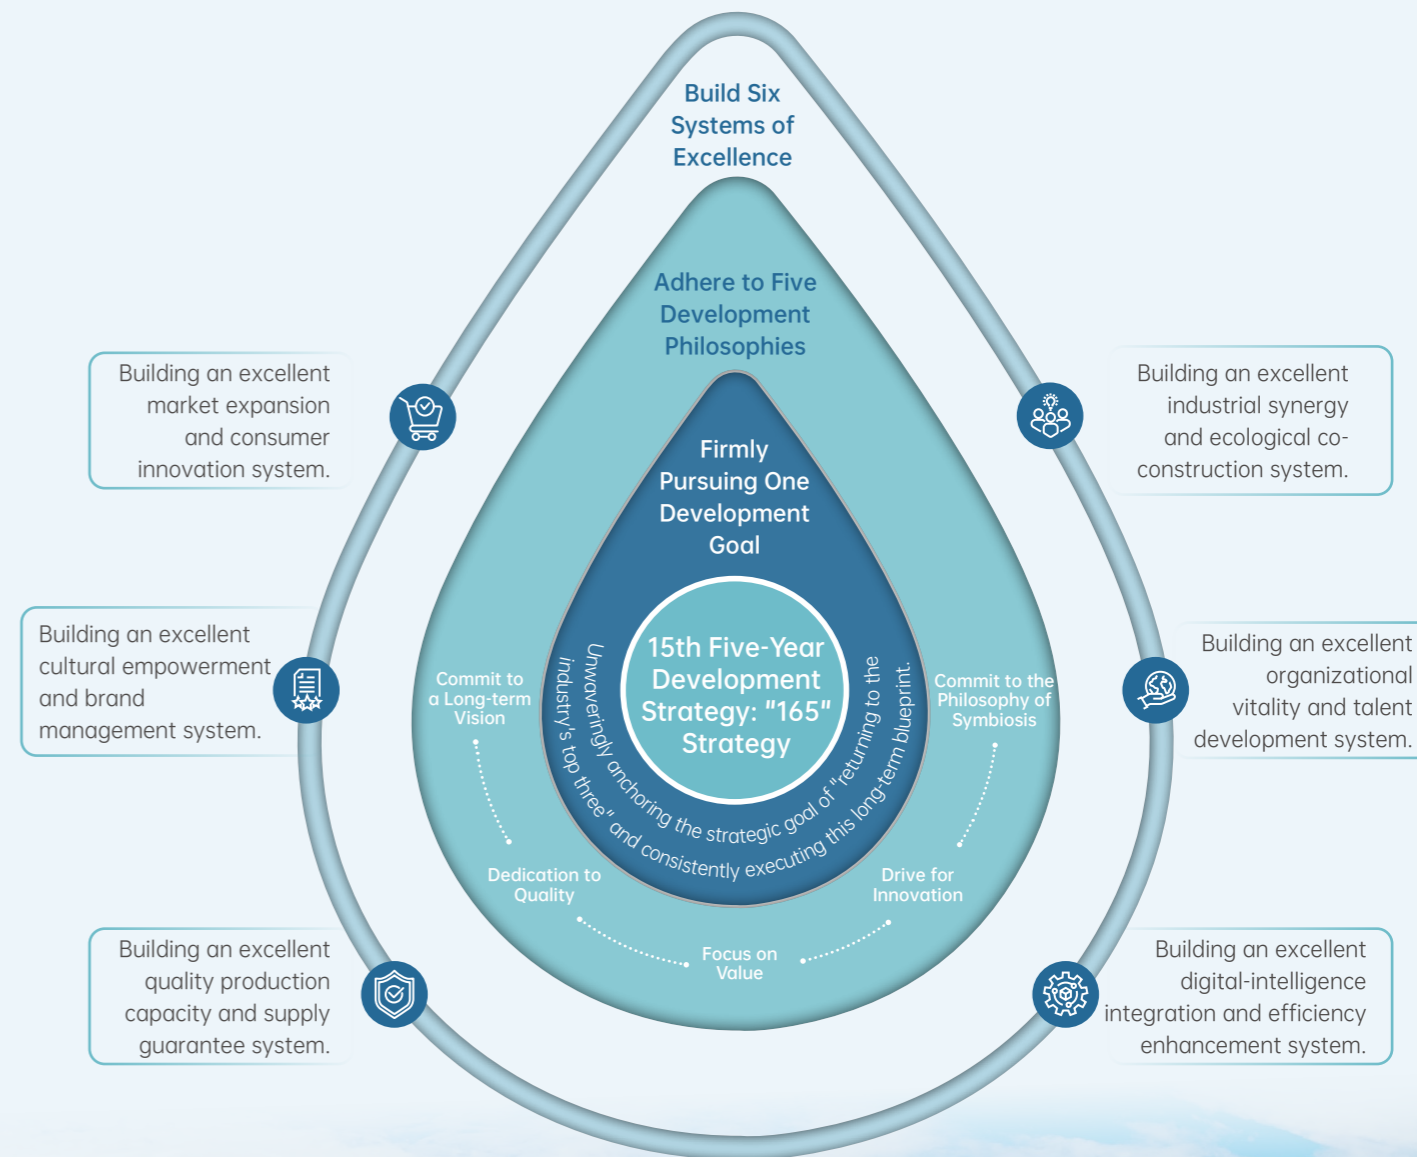 Build Six
Systems of
Excellence
Adhere to Five
Development
Philosophies
Firmly
Pursuing One
Development
Goal
15th Five-Year
Development
Strategy: "165"
Strategy
Unwaveringly anchoring the strategic goal of "returning to the
industry's top three" and consistently executing this long-term blueprint.
Commit to
a Long-term
Vision
Dedication to
Quality
Focus on
Value
Drive for
Innovation
Commit to the
Philosophy of
Symbiosis
Building an excellent
market expansion
and consumer
innovation system.
Building an excellent
cultural empowerment
and brand
management system.
Building an excellent
quality production
capacity and supply
guarantee system.
Building an excellent
industrial synergy
and ecological co-
construction system.
Building an excellent
organizational
vitality and talent
development system.
Building an excellent
digital-intelligence
integration and efficiency
enhancement system.